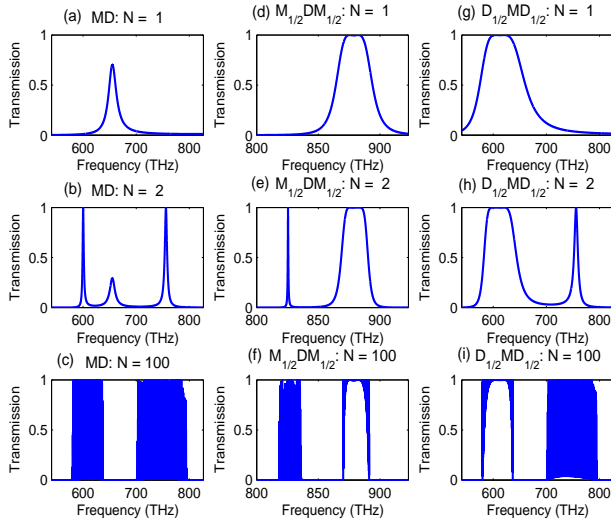 (a) MD: N = 1
(d) M1/2DM1/2: N = 1
(g) D1/2MD1/2: N = 1
Transmission
1
0.5
0
600 700 800
Frequency (THz)
Transmission
1
0.5
0
800 850 900
Frequency (THz)
Transmission
1
0.5
0
600 700 800
Frequency (THz)
(b) MD: N = 2
(e) M1/2DM1/2: N = 2
(h) D1/2MD1/2: N = 2
Transmission
1
0.5
0
600 700 800
Frequency (THz)
Transmission
1
0.5
0
800 850 900
Frequency (THz)
Transmission
1
0.5
0
600 700 800
Frequency (THz)
(c) MD: N = 100
(f) M1/2DM1/2: N = 100
(i) D1/2MD1/2: N = 100
Transmission
1
0.5
0
600 700 800
Frequency (THz)
Transmission
1
0.5
0
800 850 900
Frequency (THz)
Transmission
1
0.5
0
600 700 800
Frequency (THz)